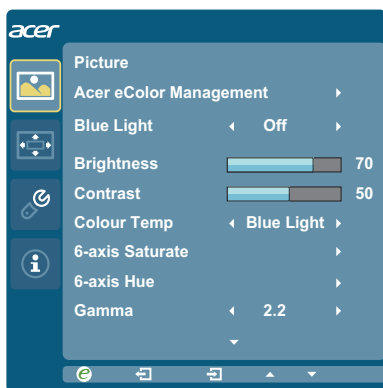 acer
Picture
Acer eColor Management
Blue Light Off
Brightness 70
Contrast 50
Colour Temp Blue Light
6-axis Saturate
6-axis Hue
Gamma 2.2
e